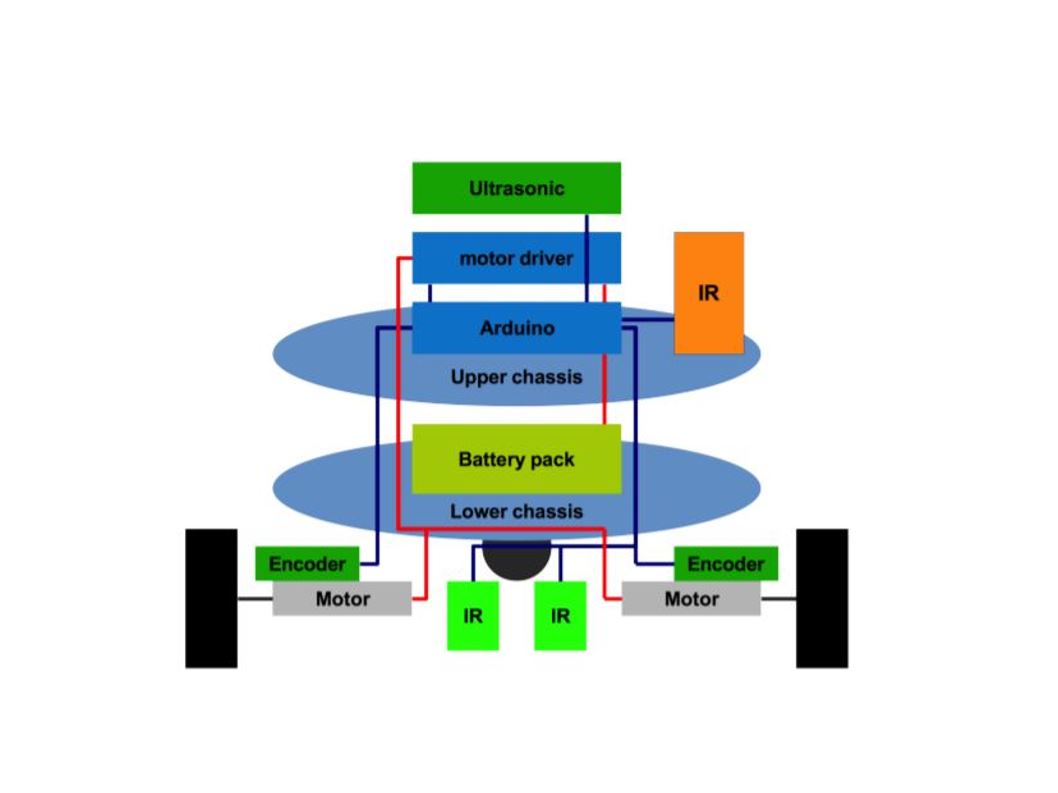 Ultrasonic
motor driver
IR
Arduino
Upper chassis
Battery pack
Lower chassis
Encoder
Encoder
Motor
Motor
IR
IR